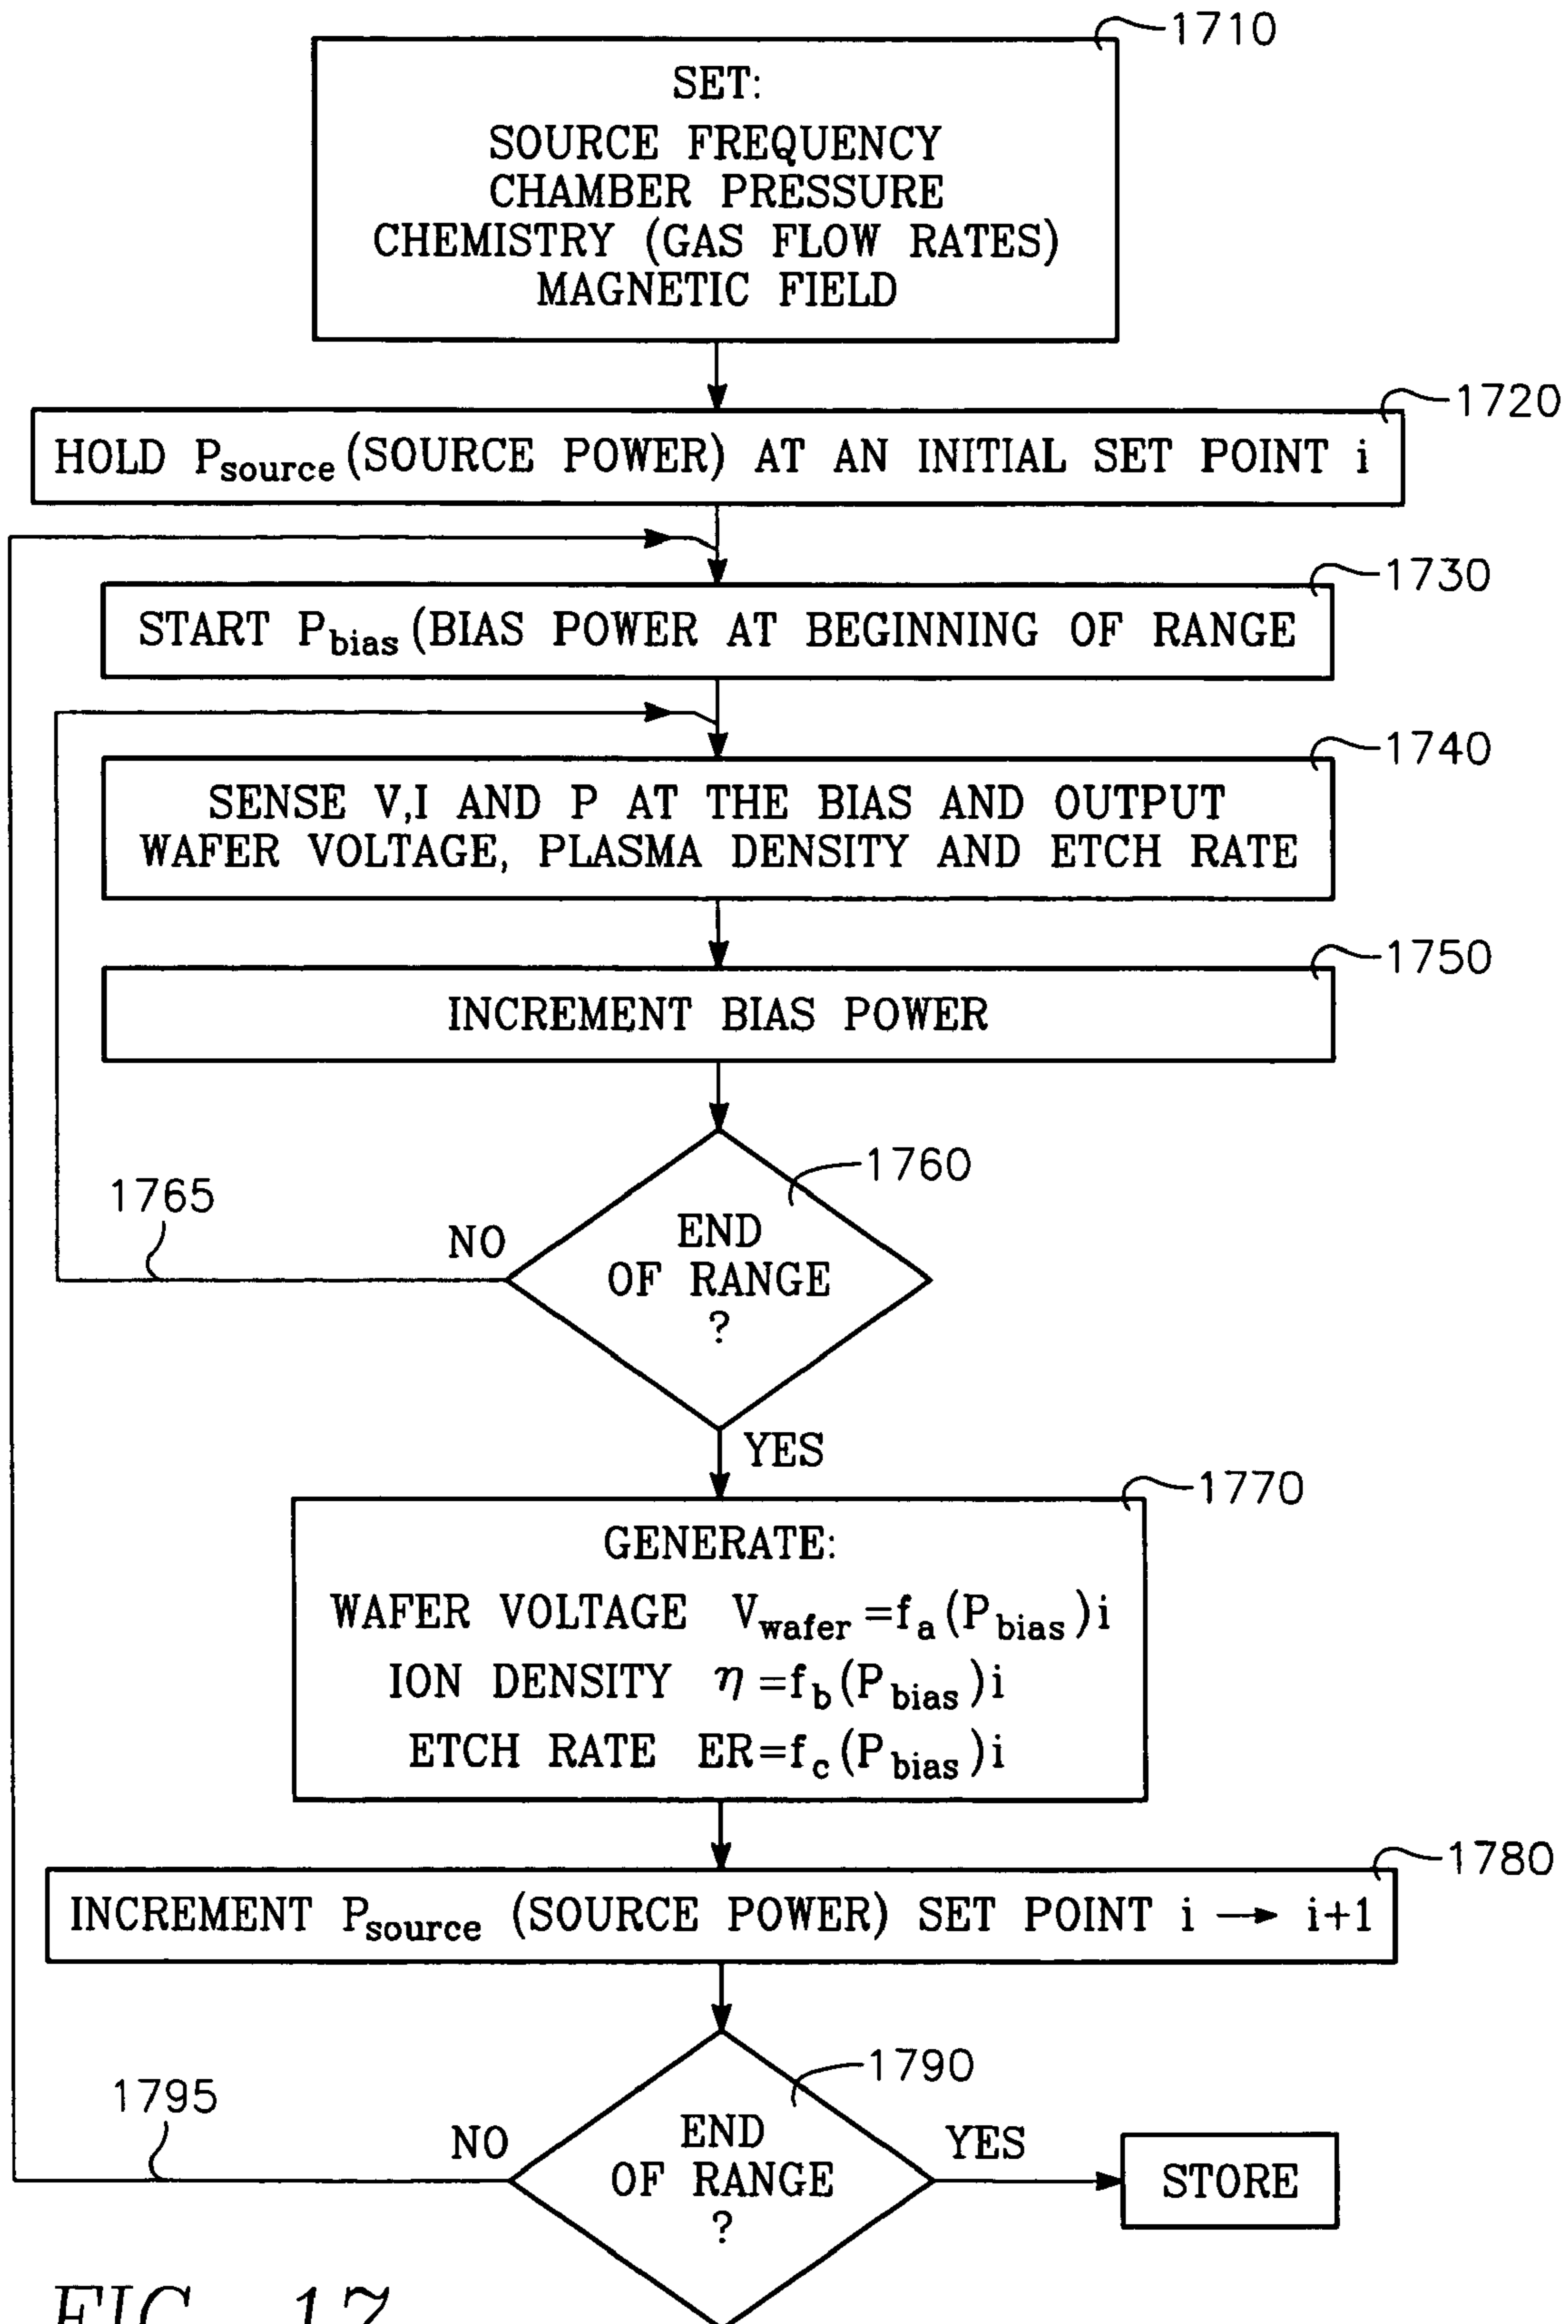 1710
SET:
SOURCE FREQUENCY
CHAMBER PRESSURE
CHEMISTRY (GAS FLOW RATES)
MAGNETIC FIELD
1720
HOLD Psource (SOURCE POWER) AT AN INITIAL SET POINT i
1730
START Pbias (BIAS POWER AT BEGINNING OF RANGE
1740
SENSE V,I AND P AT THE BIAS AND OUTPUT
WAFER VOLTAGE, PLASMA DENSITY AND ETCH RATE
1750
INCREMENT BIAS POWER
1760
1765
NO
END
OF RANGE
?
YES
1770
GENERATE:
WAFER VOLTAGE Vwafer=fa(Pbias)i
ION DENSITY η=fb(Pbias)i
ETCH RATE ER=fc(Pbias)i
1780
INCREMENT Psource (SOURCE POWER) SET POINT i → i+1
1790
1795
NO
END
OF RANGE
?
YES
STORE
FIG. 17